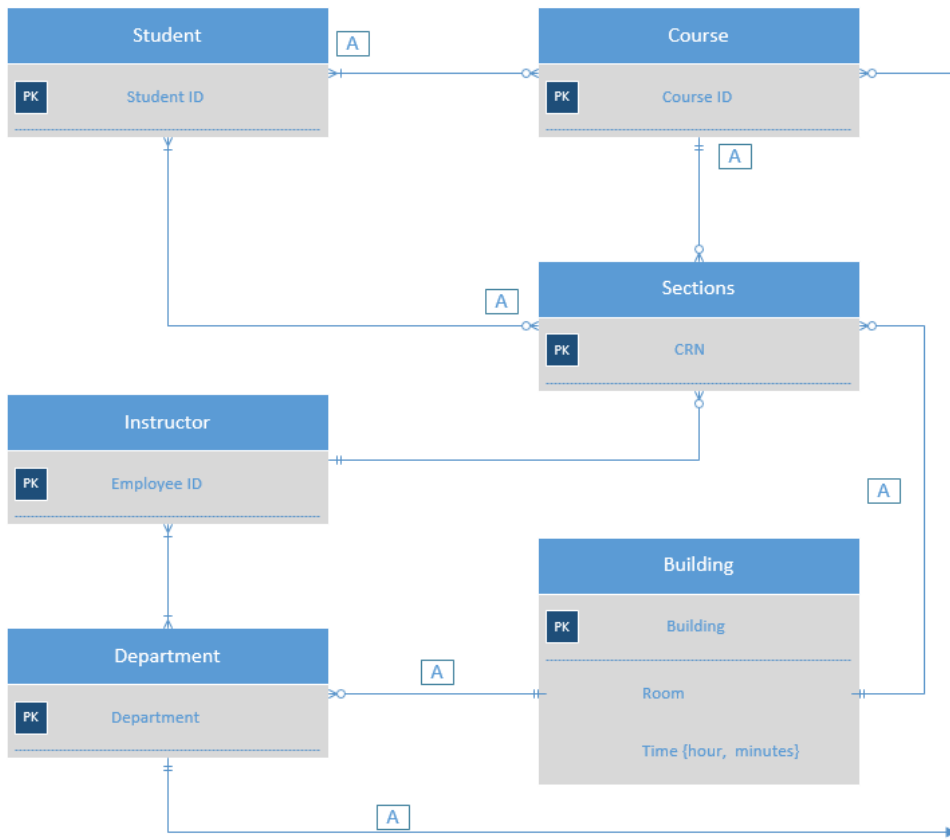 Student
PK
Student ID
A
Course
PK
Course ID
A
A
Sections
PK
CRN
Instructor
PK
Employee ID
A
Building
PK
Building
Room
Time {hour, minutes}
Department
PK
Department
A
A